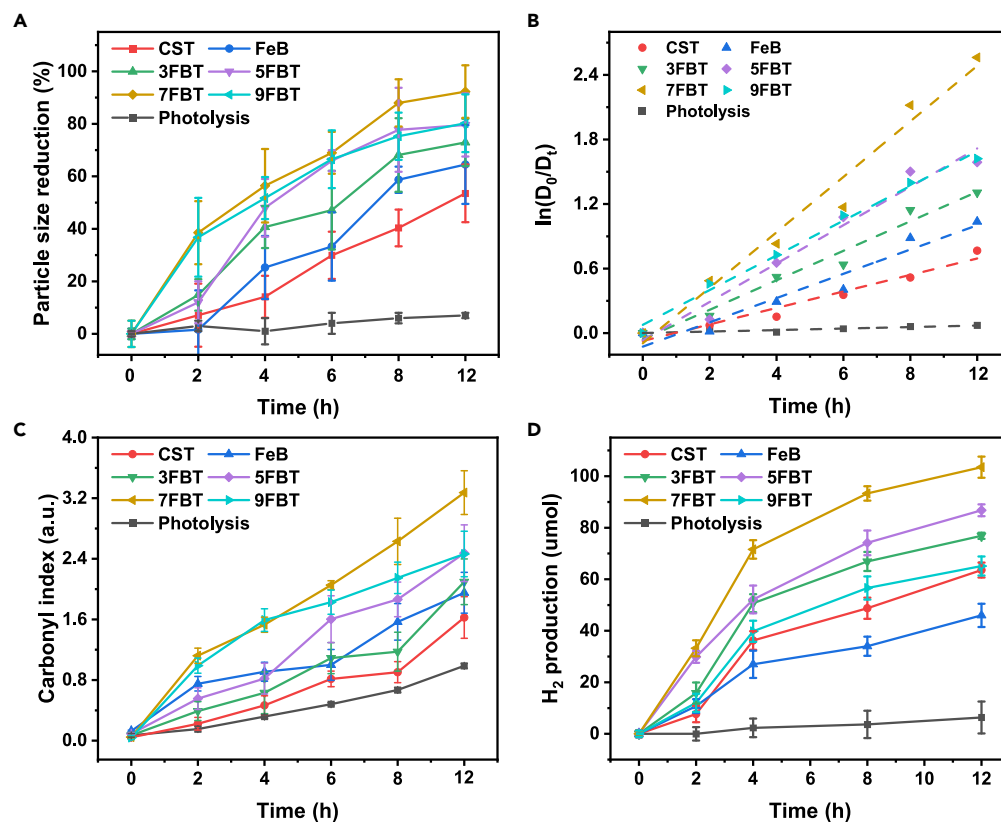 A
CST FeB
3FBT 5FBT
7FBT 9FBT
Photolysis
Particle size reduction (%)
100
80
60
40
20
0
0 2 4 6 8 12
Time (h)
B
CST FeB
3FBT 5FBT
7FBT 9FBT
Photolysis
ln(D0/Dt)
2.4
1.8
1.2
0.6
0.0
0 2 4 6 8 12
Time (h)
C
CST FeB
3FBT 5FBT
7FBT 9FBT
Photolysis
Carbonyl index (a.u.)
4.0
3.2
2.4
1.6
0.8
0.0
0 2 4 6 8 12
Time (h)
D
CST FeB
3FBT 5FBT
7FBT 9FBT
Photolysis
H2 production (umol)
100
80
60
40
20
0
0 2 4 6 8 10 12
Time (h)